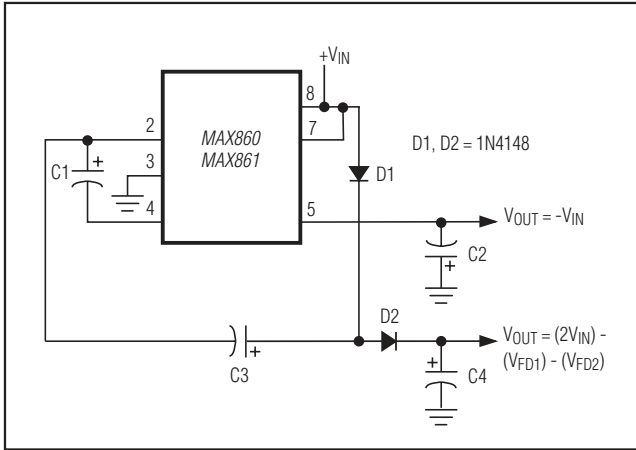 +VIN
8
2
MAX860
MAX861
7
D1, D2 = 1N4148
+
C1
3
D1
4
5
VOUT = -VIN
C2
+
D2
VOUT = (2VIN) -
(VFD1) - (VFD2)
+
C3
+
C4